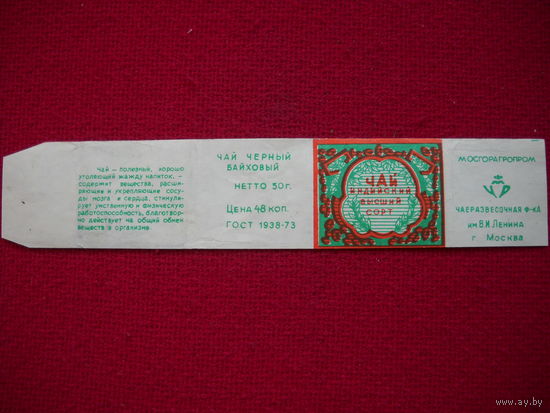 Чай — полезный, хорошо
утоляющий жажду напиток, —
содержит вещества, расши-
ряющие и укрепляющие сосу-
ды мозга и сердца, стимули-
рует умственную и физическую
работоспособность, благотвор-
но действует на общий обмен
веществ в организме.
ЧАЙ ЧЕРНЫЙ
БАЙХОВЫЙ
НЕТТО 50 г.
ЦЕНА 48 КОП.
ГОСТ 1938-73
ЧАЙ
ИНДИЙСКИЙ
ВЫСШИЙ
СОРТ
МОСГОРАГРОПРОМ
ЧАЕРАЗВЕСОЧНАЯ Ф-КА
ИМ. В.И. ЛЕНИНА
г. МОСКВА
www.ay.by